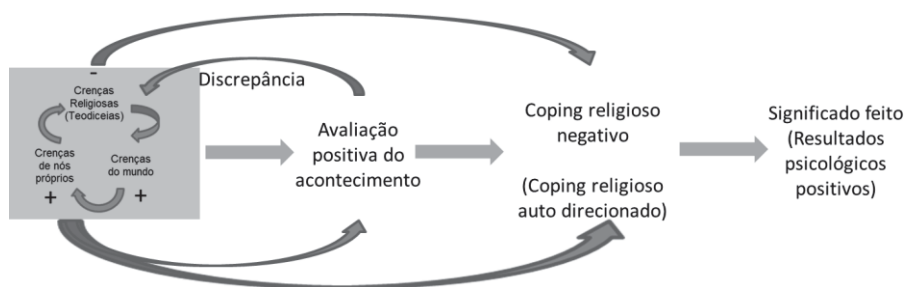 -
Crenças
Religiosas
(Teodiceias)
Crenças
de nós
próprios
+
Crenças
do mundo
+
Discrepância
Avaliação
positiva do
acontecimento
Coping religioso
negativo
(Coping religioso
auto direcionado)
Significado feito
(Resultados
psicológicos
positivos)